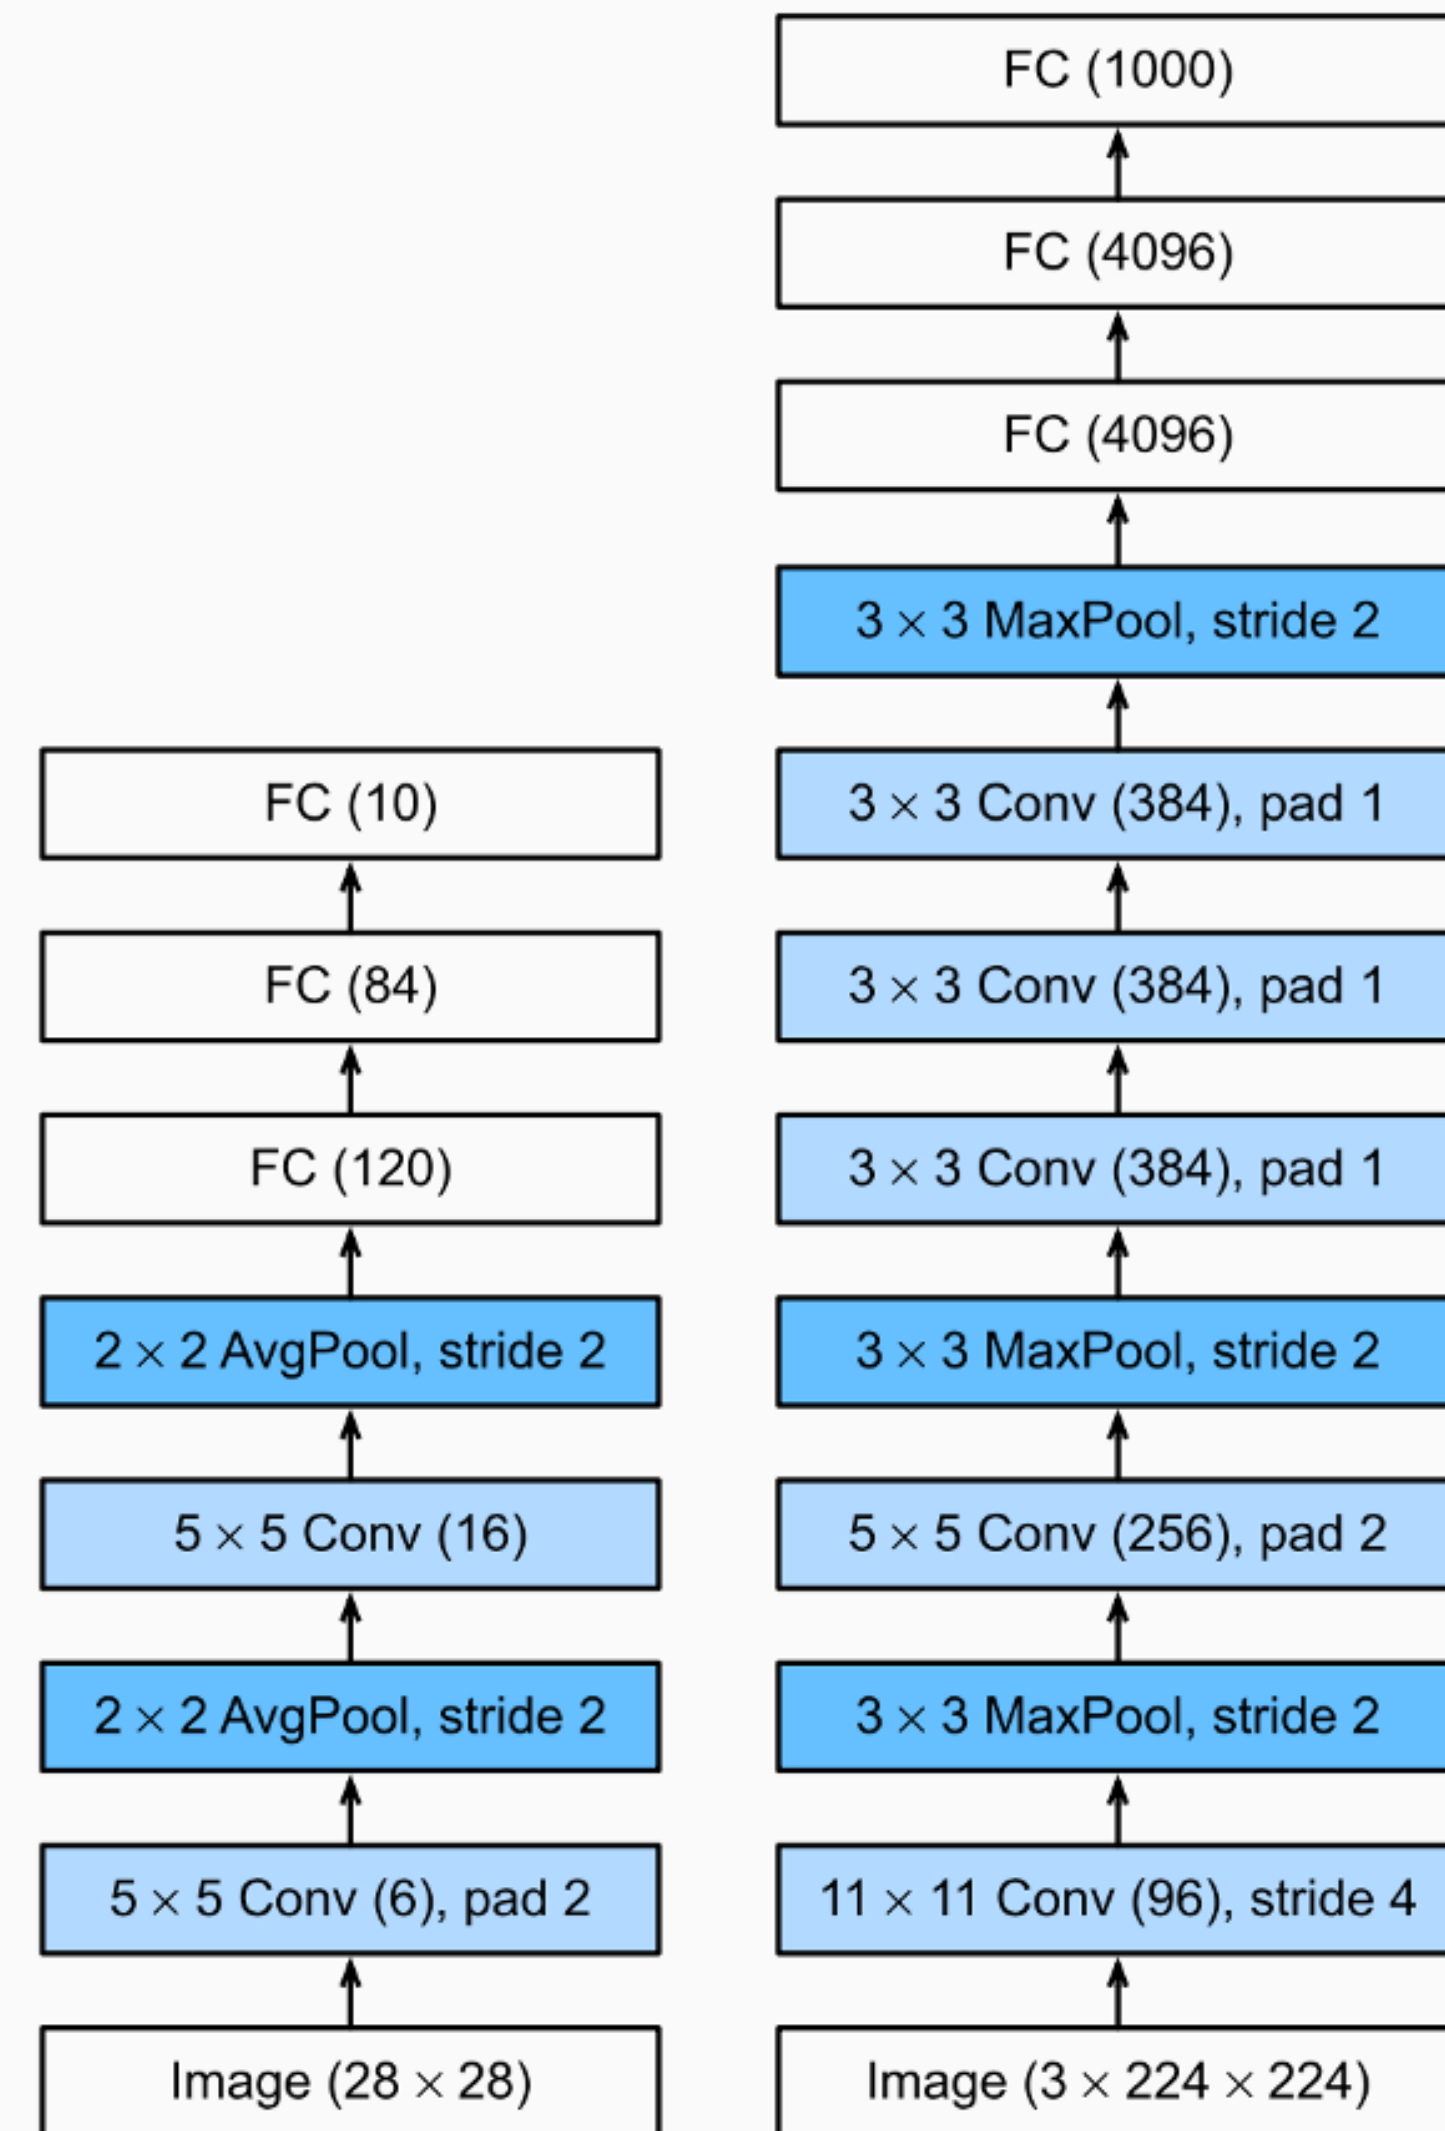 FC (1000)
FC (4096)
FC (4096)
3 × 3 MaxPool, stride 2
3 × 3 Conv (384), pad 1
3 × 3 Conv (384), pad 1
3 × 3 Conv (384), pad 1
3 × 3 MaxPool, stride 2
5 × 5 Conv (256), pad 2
3 × 3 MaxPool, stride 2
11 × 11 Conv (96), stride 4
Image (3 × 224 × 224)
FC (10)
FC (84)
FC (120)
2 × 2 AvgPool, stride 2
5 × 5 Conv (16)
2 × 2 AvgPool, stride 2
5 × 5 Conv (6), pad 2
Image (28 × 28)